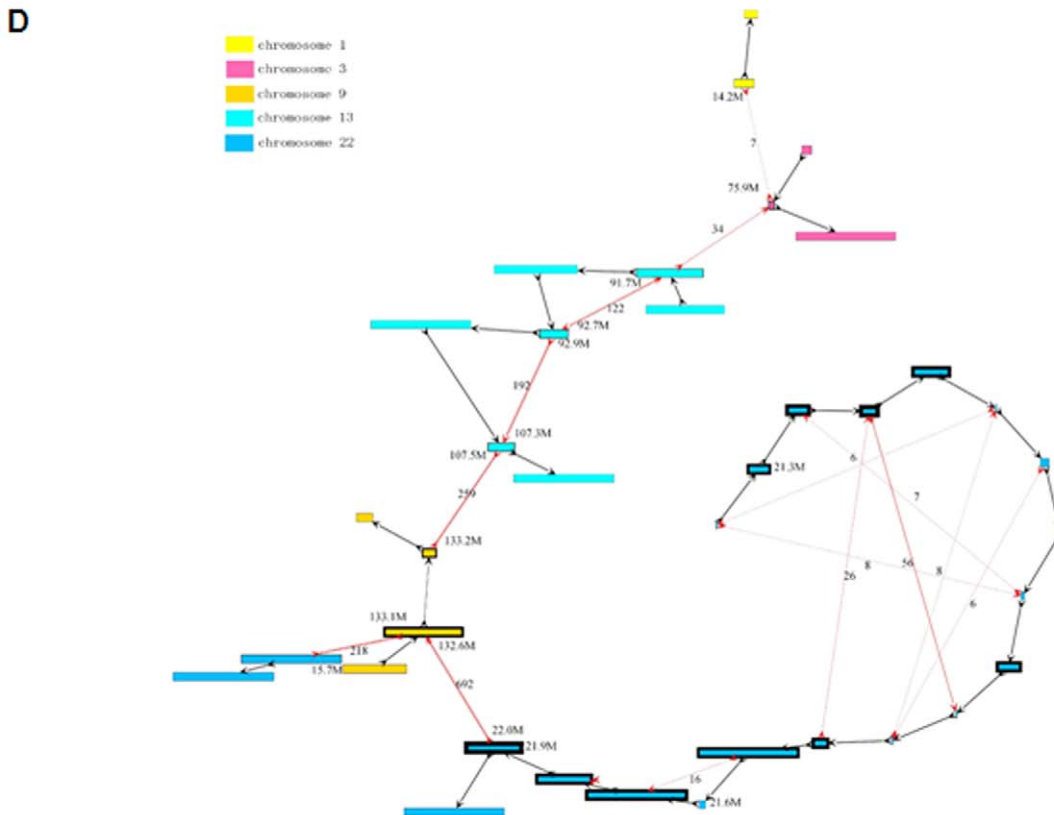 D
chromosome 1
chromosome 3
chromosome 9
chromosome 13
chromosome 22
14.2M
7
75.9M
34
91.7M
122
92.7M
92.9M
192
107.3M
107.5M
259
133.2M
133.1M
132.6M
218
15.7M
692
22.0M
21.9M
16
21.6M
21.3M
6
7
8
56
8
26
6